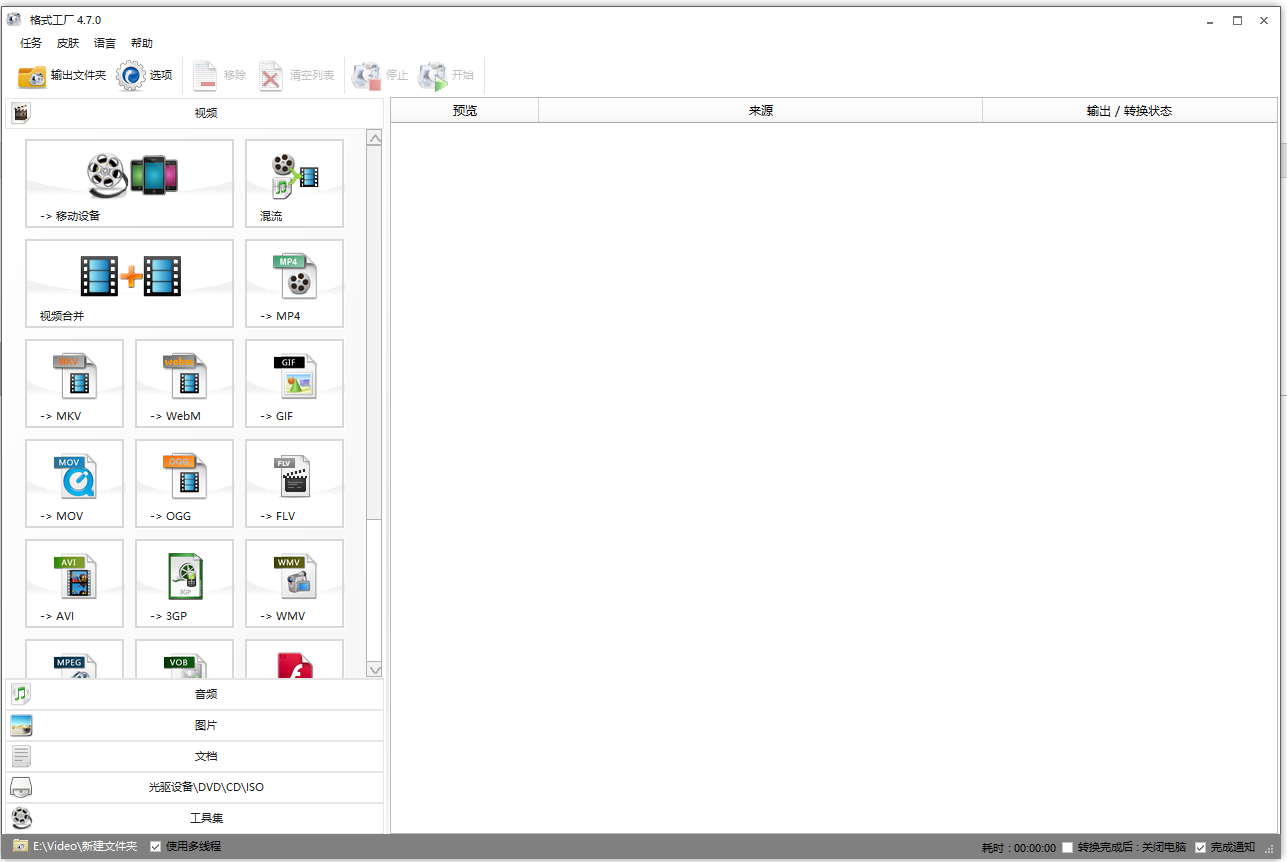 格式工厂 4.7.0
任务 皮肤 语言 帮助
输出文件夹 选项 移除 清空列表 停止 开始
视频 预览 来源 输出 / 转换状态
-> 移动设备 混流
MP4
视频合并 -> MP4
MKV webm GIF
-> MKV -> WebM -> GIF
MOV OGG FLV
-> MOV -> OGG -> FLV
AVI 3GP WMV
-> AVI -> 3GP -> WMV
MPEG VOB
音频
图片
文档
光驱设备\DVD\CD\ISO
工具集
E:\Video\新建文件夹 使用多线程 耗时 : 00:00:00 转换完成后 : 关闭电脑 完成通知